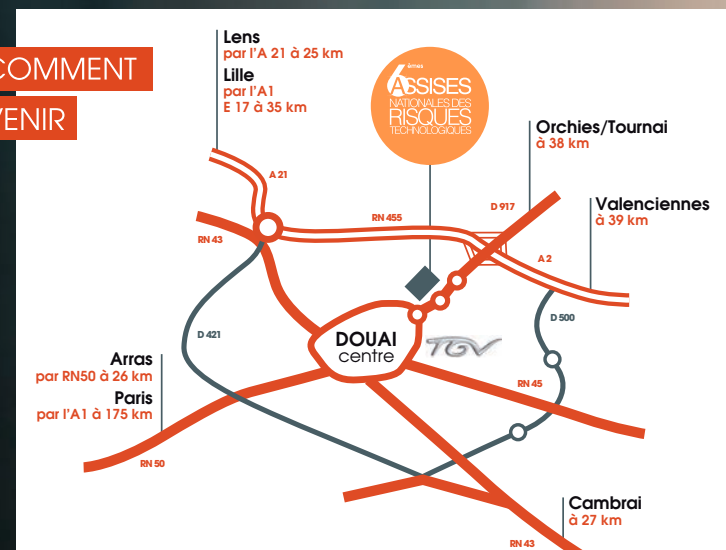 COMMENT
VENIR
Lens
par l'A 21 à 25 km
Lille
par l'A1
E 17 à 35 km
6èmes
ASSISES
NATIONALES DES
RISQUES
TECHNOLOGIQUES
Orchies/Tournai
à 38 km
Valenciennes
à 39 km
A 21
D 917
RN 455
RN 43
A 2
D 500
D 421
DOUAI
centre
TGV
Arras
par RN50 à 26 km
Paris
par l'A1 à 175 km
RN 45
RN 50
Cambrai
à 27 km
RN 43